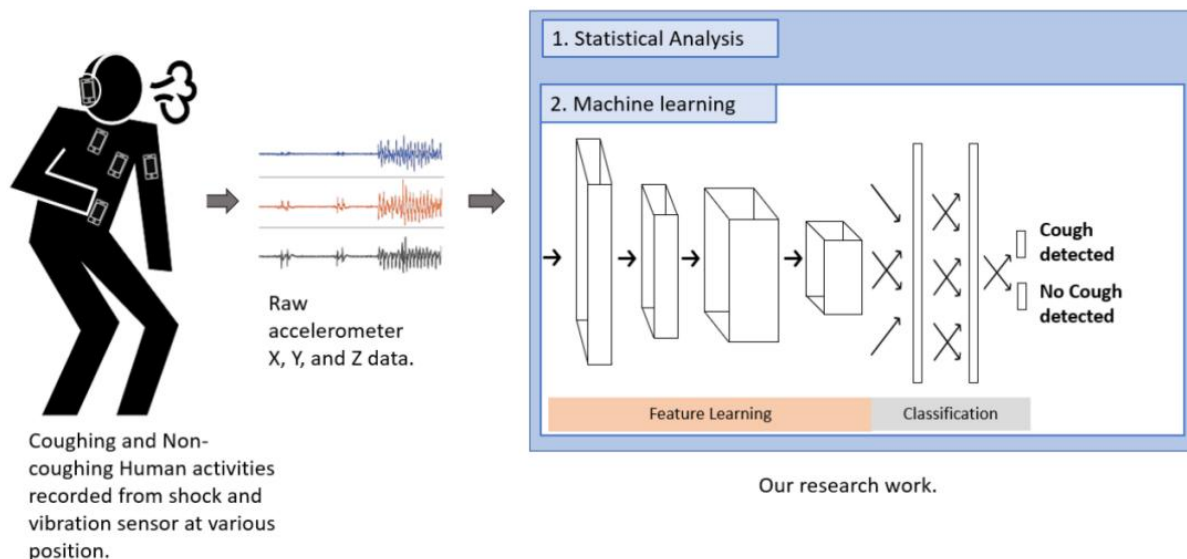 1. Statistical Analysis
2. Machine learning
Raw
accelerometer
X, Y, and Z data.
Cough
detected
No Cough
detected
Feature Learning
Classification
Coughing and Non-
coughing Human activities
recorded from shock and
vibration sensor at various
position.
Our research work.